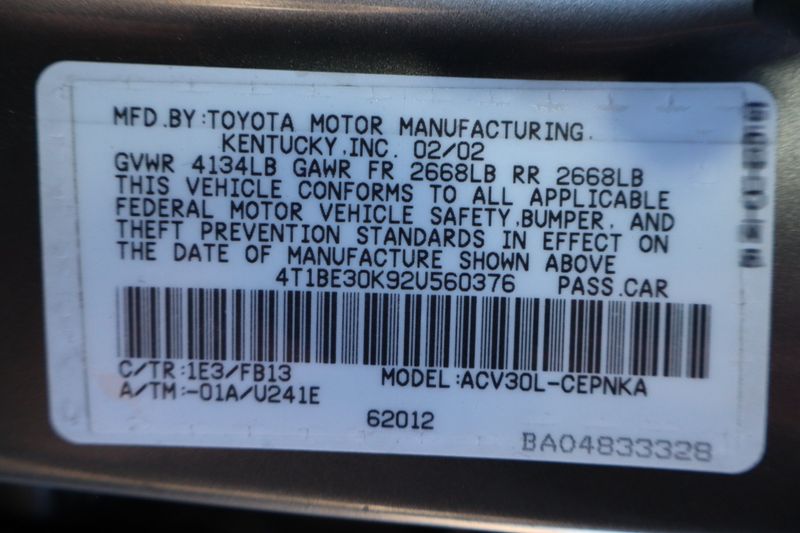 MFD.BY:TOYOTA MOTOR MANUFACTURING.
KENTUCKY,INC. 02/02
GVWR 4134LB GAWR FR 2668LB RR 2668LB
THIS VEHICLE CONFORMS TO ALL APPLICABLE
FEDERAL MOTOR VEHICLE SAFETY,BUMPER, AND
THEFT PREVENTION STANDARDS IN EFFECT ON
THE DATE OF MANUFACTURE SHOWN ABOVE
4T1BE30K92U560376 PASS.CAR
C/TR:1E3/FB13 MODEL:ACV30L-CEPNKA
A/TM:-01A/U241E
62012
BA04833328